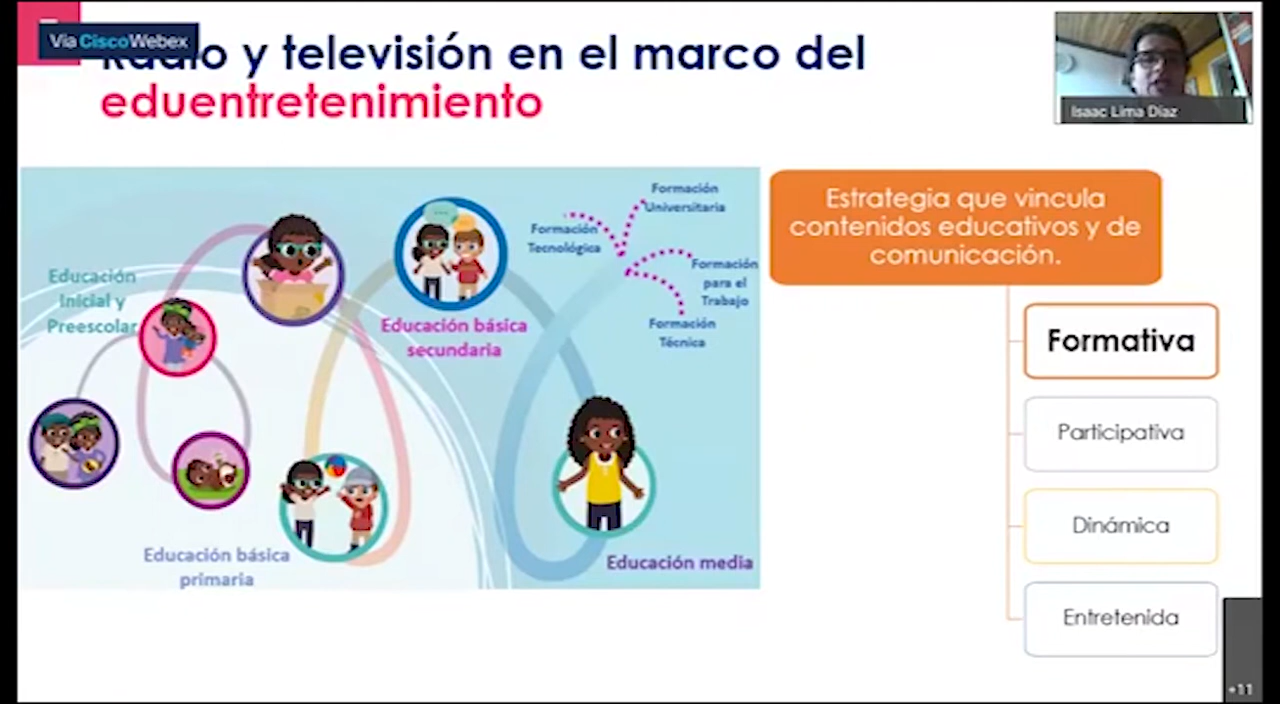 Vía CiscoWebex
Radio y televisión en el marco del
eduentretenimiento
Isaac Lima Díaz
Estrategia que vincula
contenidos educativos y de
comunicación.
Formativa
Participativa
Dinámica
Entretenida
Educación
Inicial y
Preescolar
Educación básica
primaria
Educación básica
secundaria
Educación media
Formación
Tecnológica
Formación
Universitaria
Formación
para el
Trabajo
Formación
Técnica
+11